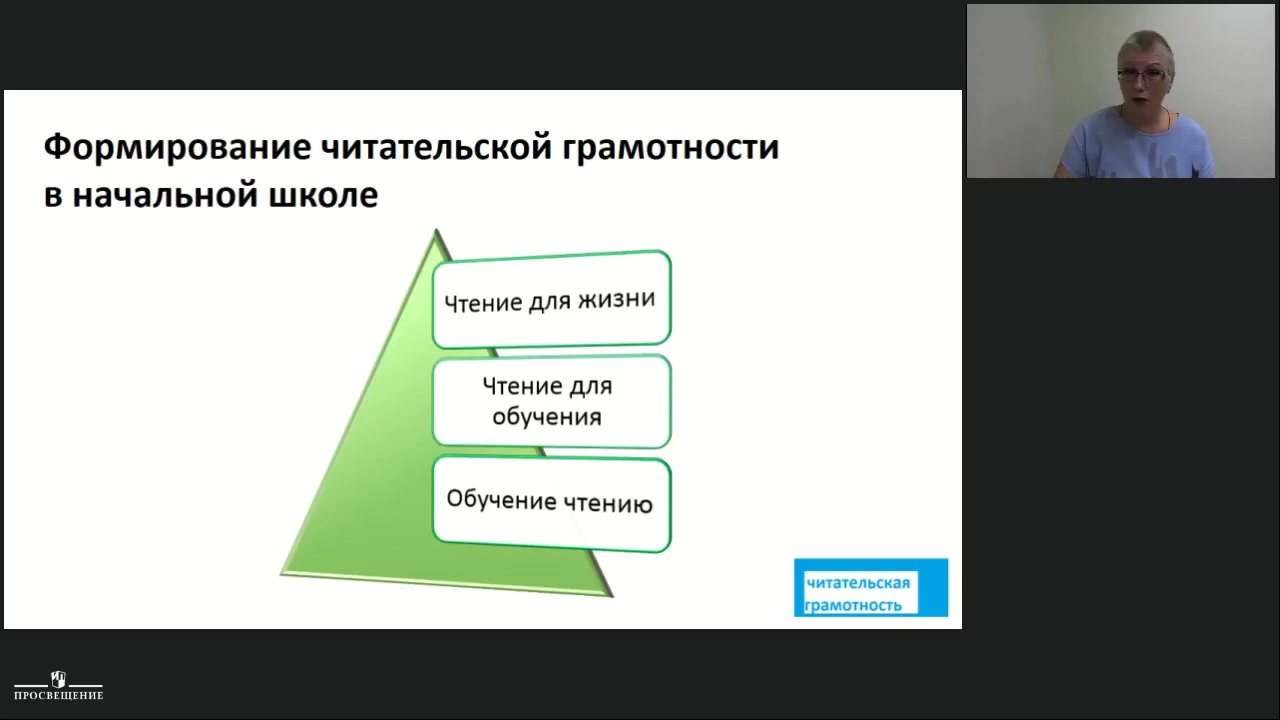 Формирование читательской грамотности
в начальной школе
Чтение для жизни
Чтение для
обучения
Обучение чтению
читательская
грамотность
ПРОСВЕЩЕНИЕ